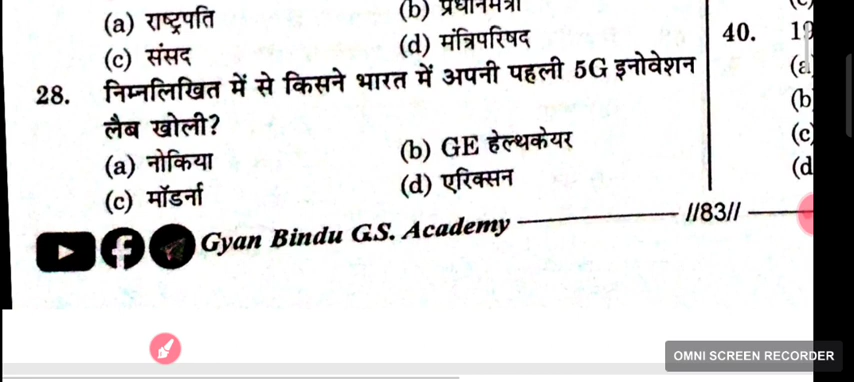 (a) राष्ट्रपति
(b) प्रधानमंत्री
(c) संसद
(d) मंत्रिपरिषद
28. निम्नलिखित में से किसने भारत में अपनी पहली 5G इनोवेशन
लैब खोली?
(a) नोकिया
(b) GE हेल्थकेयर
(c) मॉडर्ना
(d) एरिक्सन
Gyan Bindu G.S. Academy
//83//
40.
(a
(b
(c)
(d
OMNI SCREEN RECORDER